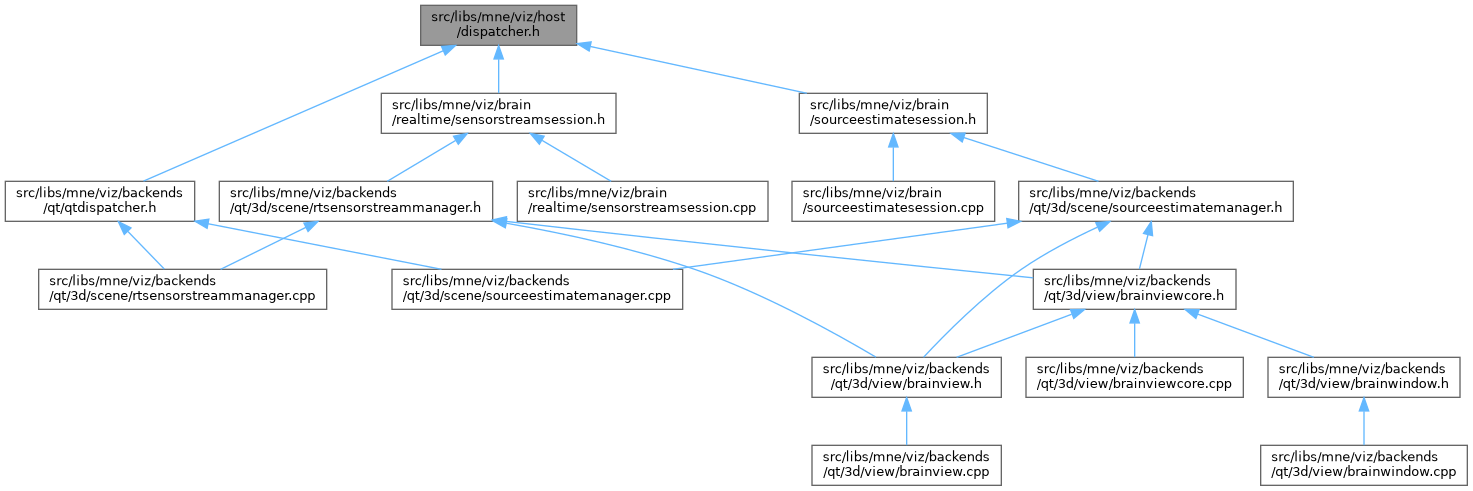 src/libs/mne/viz/host
/dispatcher.h
src/libs/mne/viz/brain
/realtime/sensorstreamsession.h
src/libs/mne/viz/brain
/sourceestimatesession.h
src/libs/mne/viz/backends
/qt/qtdispatcher.h
src/libs/mne/viz/backends
/qt/3d/scene/rtsensorstreammanager.h
src/libs/mne/viz/brain
/realtime/sensorstreamsession.cpp
src/libs/mne/viz/brain
/sourceestimatesession.cpp
src/libs/mne/viz/backends
/qt/3d/scene/sourceestimatemanager.h
src/libs/mne/viz/backends
/qt/3d/scene/rtsensorstreammanager.cpp
src/libs/mne/viz/backends
/qt/3d/scene/sourceestimatemanager.cpp
src/libs/mne/viz/backends
/qt/3d/view/brainviewcore.h
src/libs/mne/viz/backends
/qt/3d/view/brainview.h
src/libs/mne/viz/backends
/qt/3d/view/brainviewcore.cpp
src/libs/mne/viz/backends
/qt/3d/view/brainwindow.h
src/libs/mne/viz/backends
/qt/3d/view/brainview.cpp
src/libs/mne/viz/backends
/qt/3d/view/brainwindow.cpp